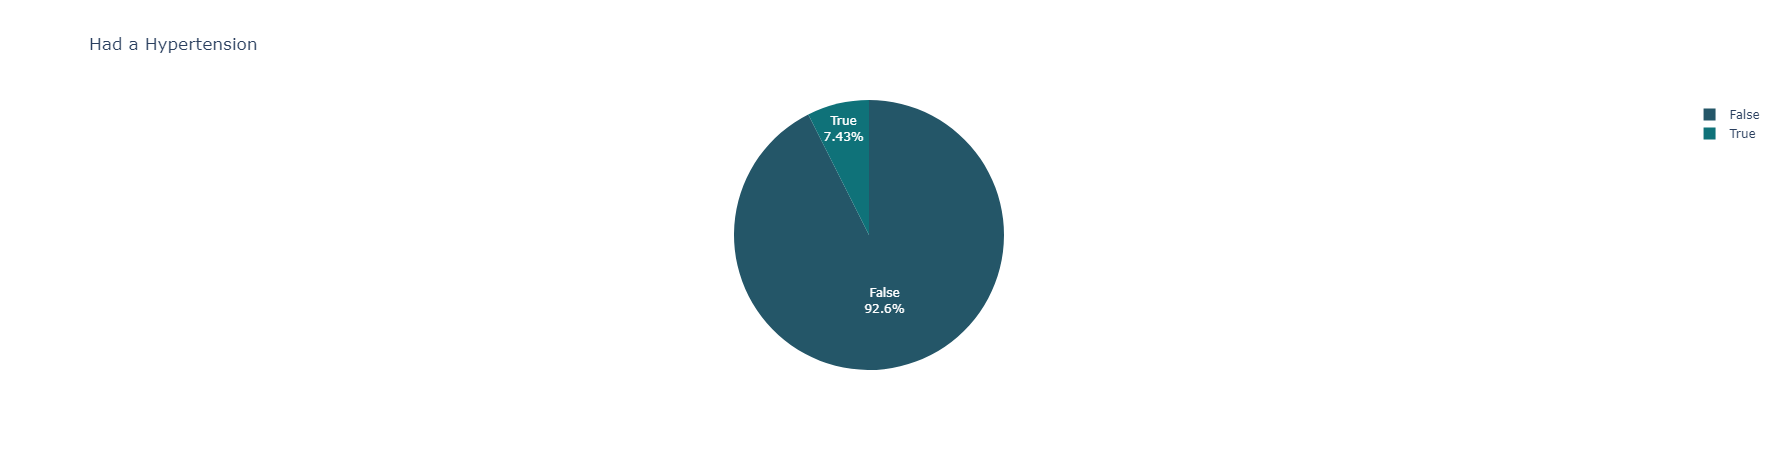 Had a Hypertension
True
7.43%
False
92.6%
False
True